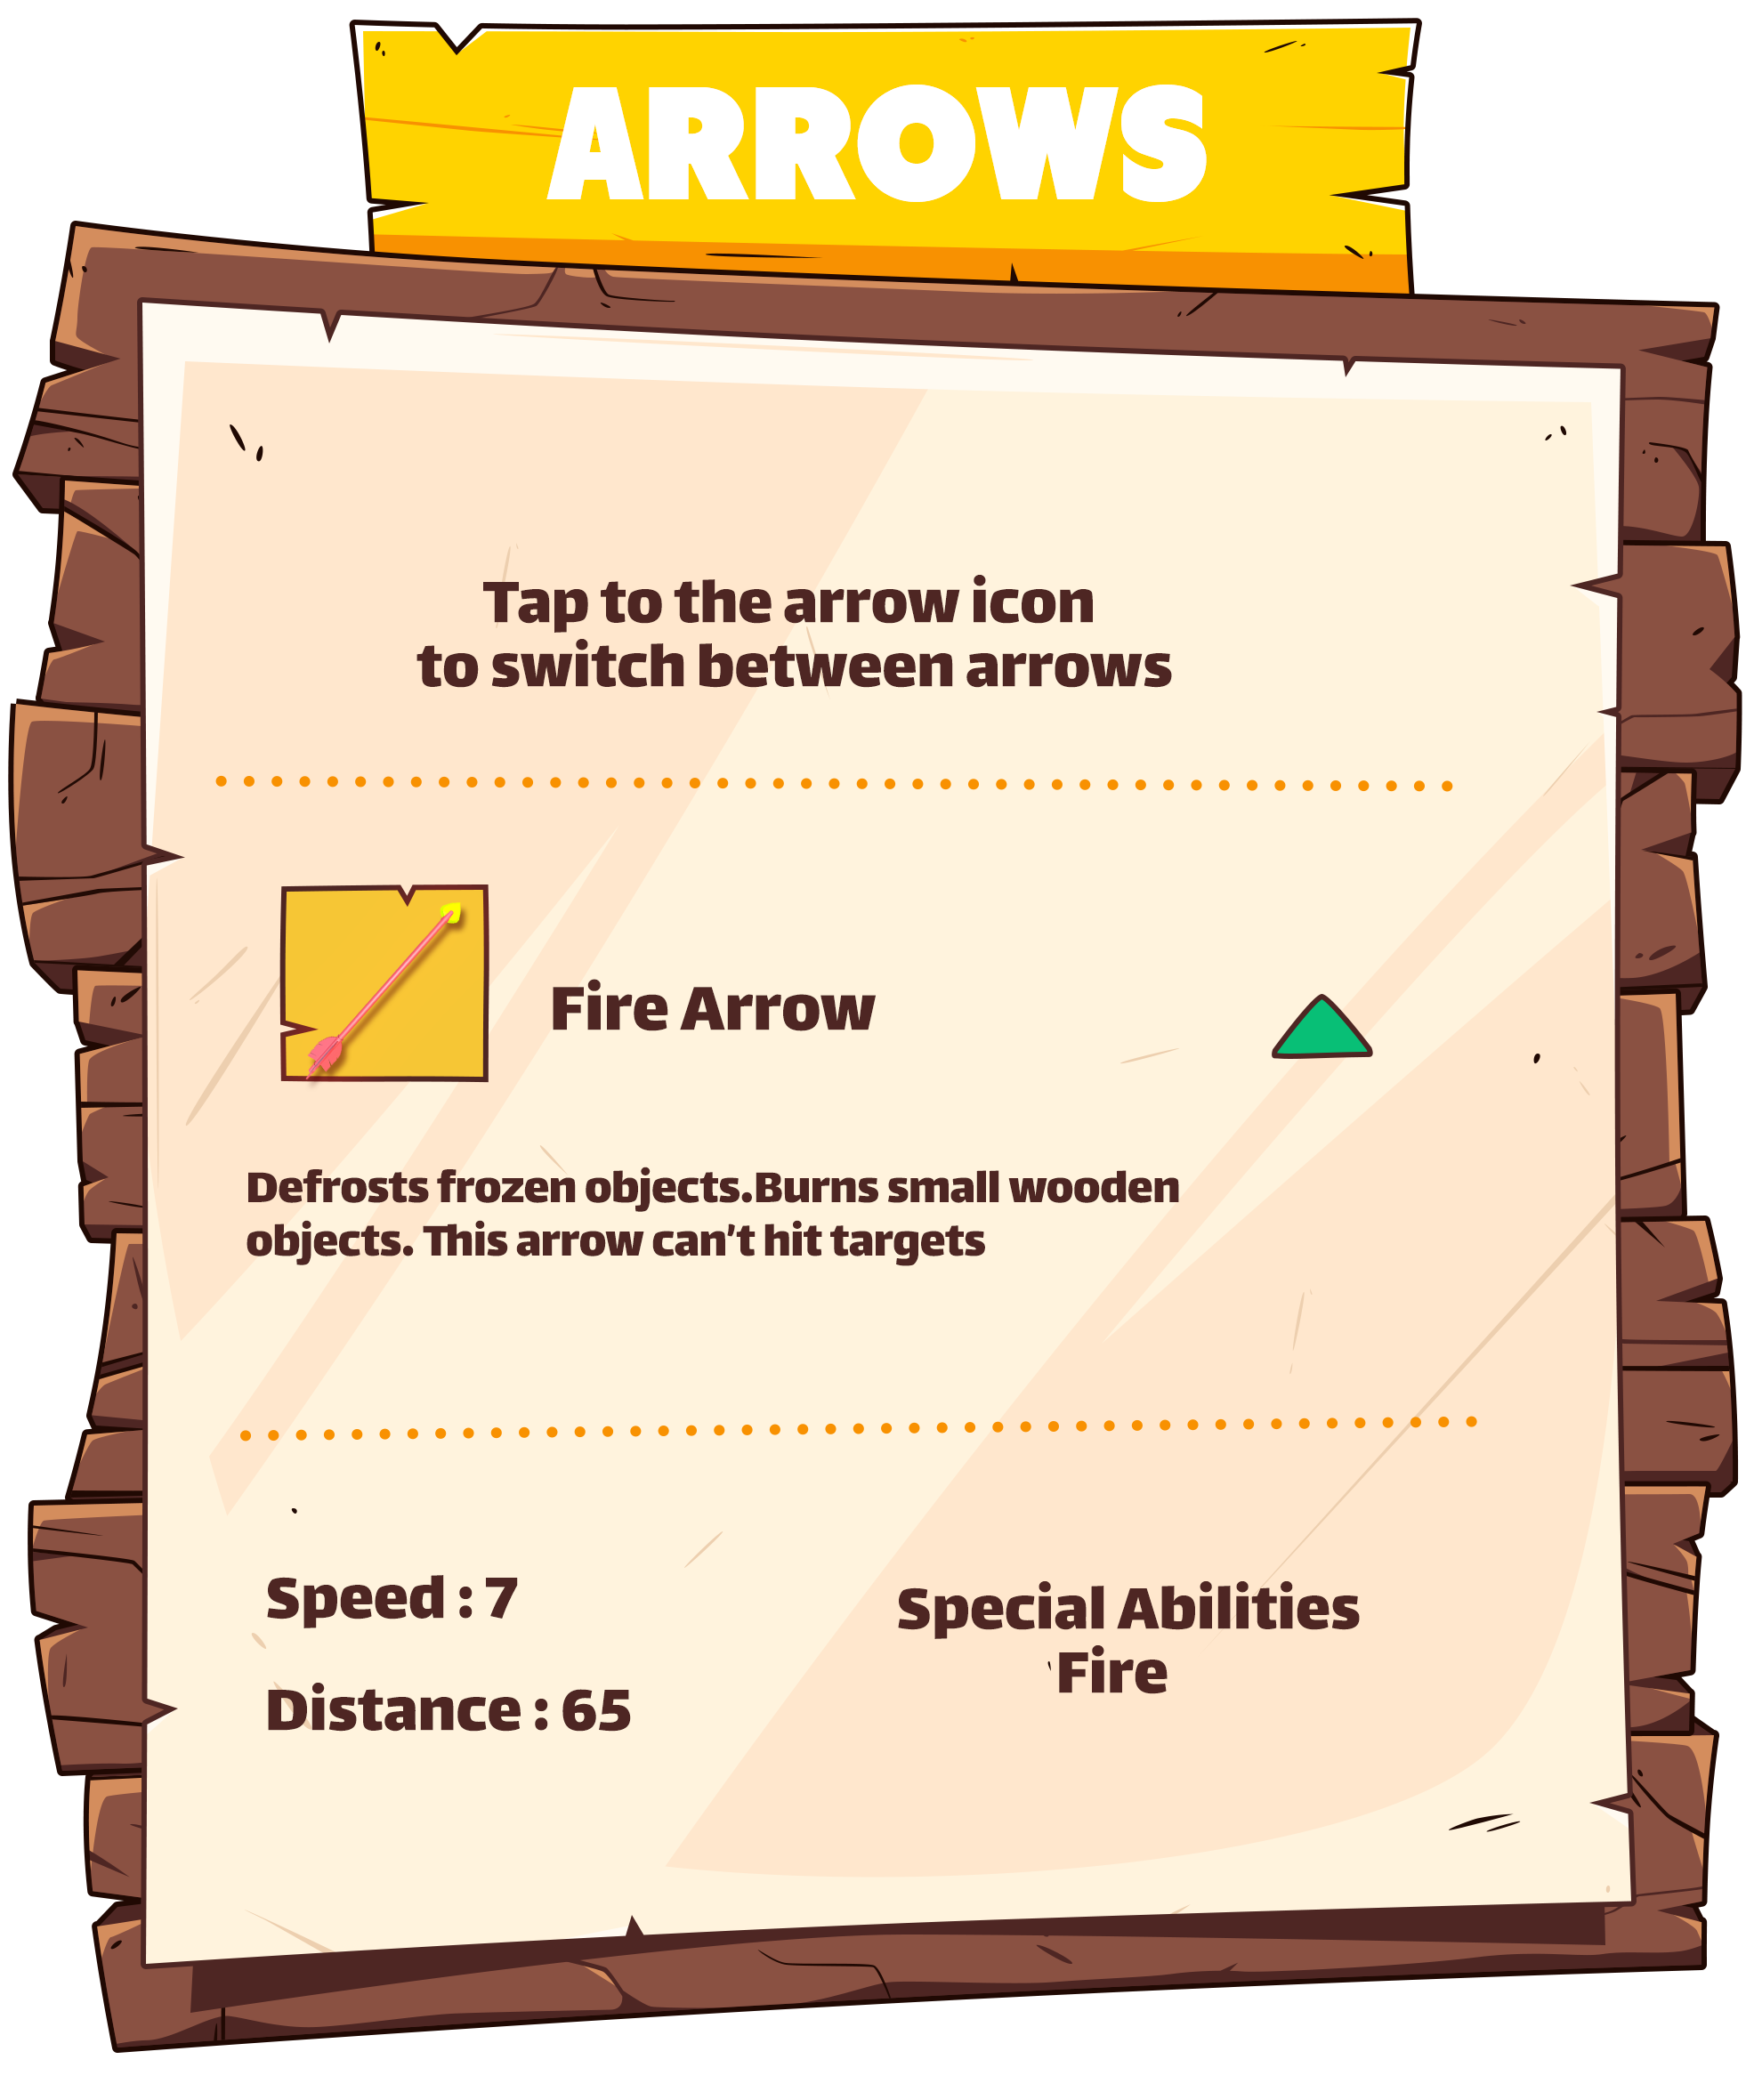 ARROWS
Tap to the arrow icon
to switch between arrows
Fire Arrow
Defrosts frozen objects.Burns small wooden
objects. This arrow can't hit targets
Speed : 7
Distance : 65
Special Abilities
Fire